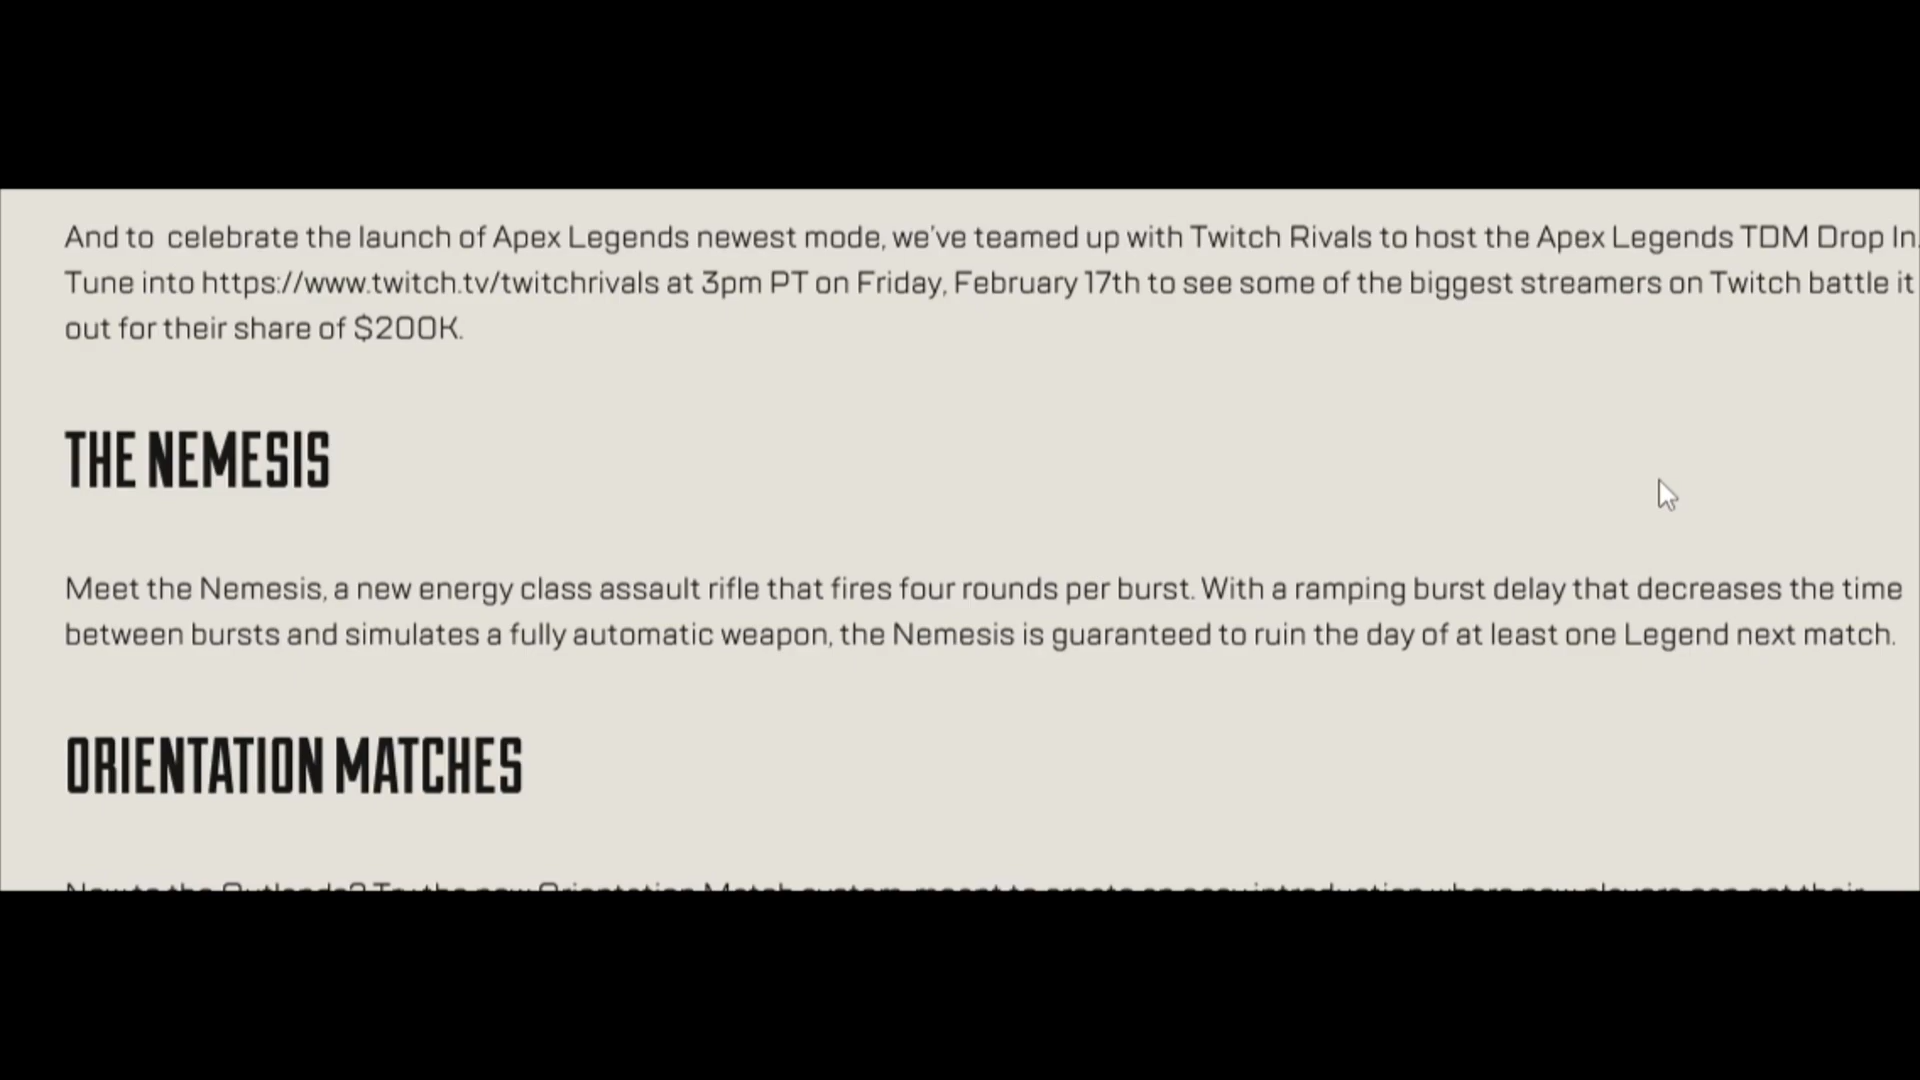 And to celebrate the launch of Apex Legends newest mode, we've teamed up with Twitch Rivals to host the Apex Legends TDM Drop In.
Tune into https://www.twitch.tv/twitchrivals at 3pm PT on Friday, February 17th to see some of the biggest streamers on Twitch battle it
out for their share of $200K.
THE NEMESIS
Meet the Nemesis, a new energy class assault rifle that fires four rounds per burst. With a ramping burst delay that decreases the time
between bursts and simulates a fully automatic weapon, the Nemesis is guaranteed to ruin the day of at least one Legend next match.
ORIENTATION MATCHES